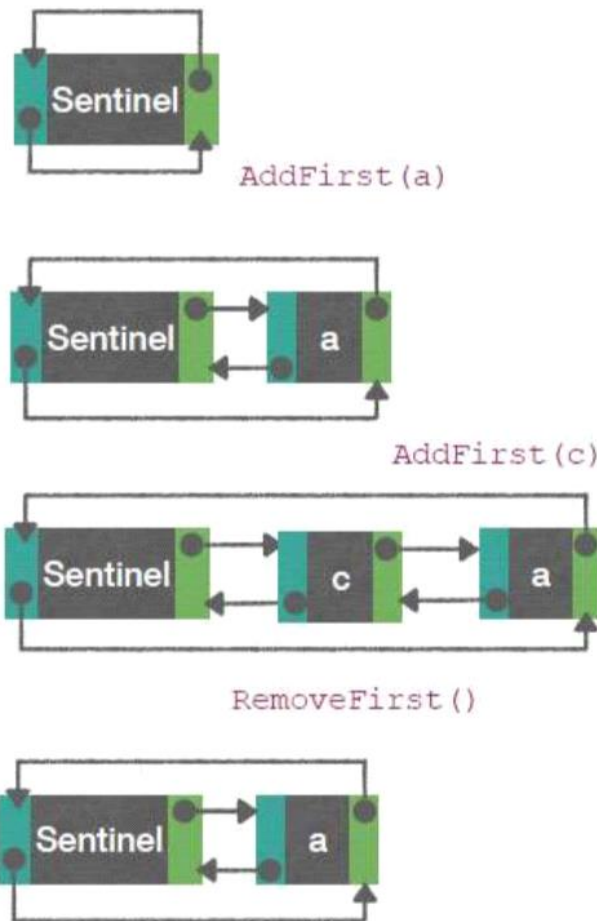 Sentinel
AddFirst(a)
Sentinel a
AddFirst(c)
Sentinel c a
RemoveFirst()
Sentinel a